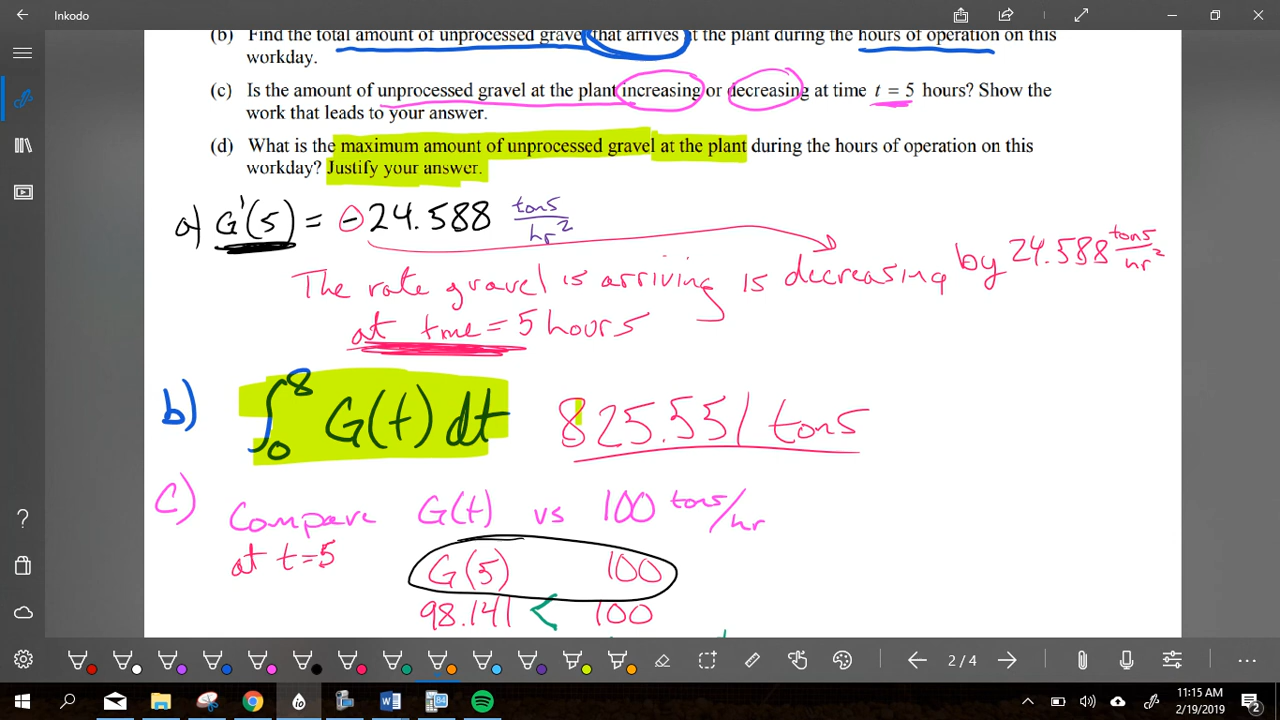 Inkodo
(b) Find the total amount of unprocessed gravel that arrives at the plant during the hours of operation on this
workday.
(c) Is the amount of unprocessed gravel at the plant increasing or decreasing at time t = 5 hours? Show the
work that leads to your answer.
(d) What is the maximum amount of unprocessed gravel at the plant during the hours of operation on this
workday? Justify your answer.
a) G'(5) = -24.588 tons/hr²
The rate gravel is arriving is decreasing by 24.588 tons/hr²
at time = 5 hours
b) ∫₀⁸ G(t) dt 825.551 tons
c) Compare G(t) vs 100 tons/hr
at t=5 G(5) 100
98.141 < 100
2 / 4
11:15 AM
2/19/2019